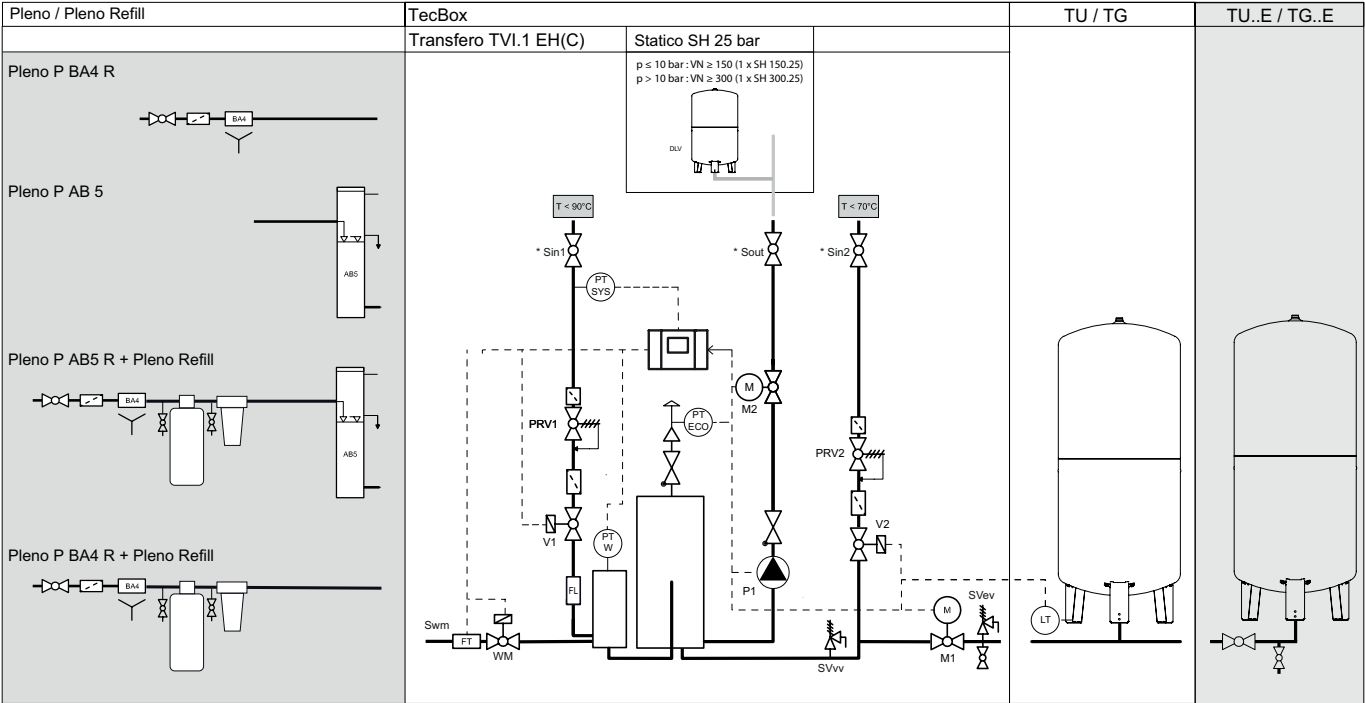 Pleno / Pleno Refill
TecBox
TU / TG
TU..E / TG..E
Transfero TVI.1 EH(C)
Statico SH 25 bar
p ≤ 10 bar : VN ≥ 150 (1 x SH 150.25)
p > 10 bar : VN ≥ 300 (1 x SH 300.25)
DLV
Pleno P BA4 R
BA4
Pleno P AB 5
AB5
Pleno P AB5 R + Pleno Refill
BA4
AB5
Pleno P BA4 R + Pleno Refill
BA4
T < 90°C
T < 70°C
* Sin1
* Sout
* Sin2
PT
SYS
M
M2
PT
ECO
PRV1
PRV2
V1
V2
PT
W
P1
FL
Swm
FT
WM
SVvv
M
M1
SVev
LT